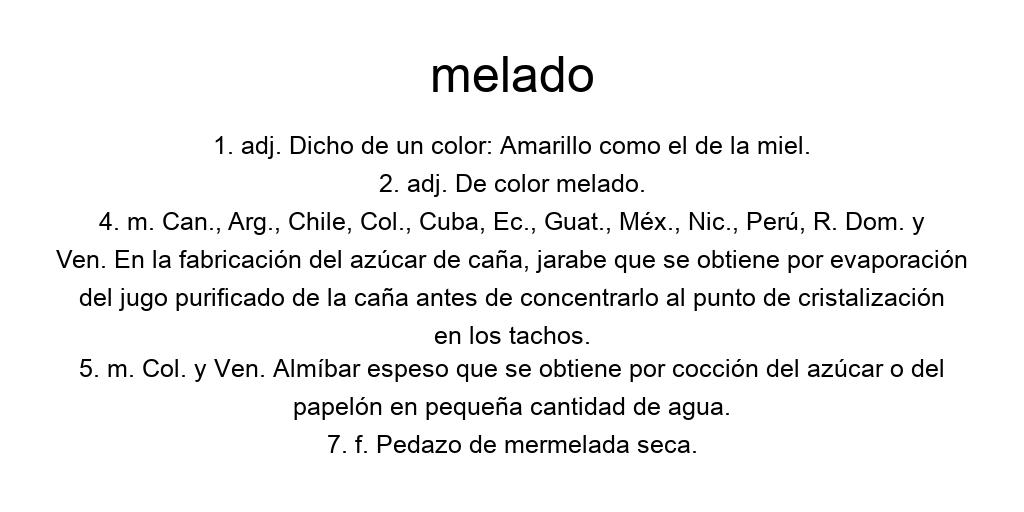 melado
1. adj. Dicho de un color: Amarillo como el de la miel.
2. adj. De color melado.
4. m. Can., Arg., Chile, Col., Cuba, Ec., Guat., Méx., Nic., Perú, R. Dom. y
Ven. En la fabricación del azúcar de caña, jarabe que se obtiene por evaporación
del jugo purificado de la caña antes de concentrarlo al punto de cristalización
en los tachos.
5. m. Col. y Ven. Almíbar espeso que se obtiene por cocción del azúcar o del
papelón en pequeña cantidad de agua.
7. f. Pedazo de mermelada seca.